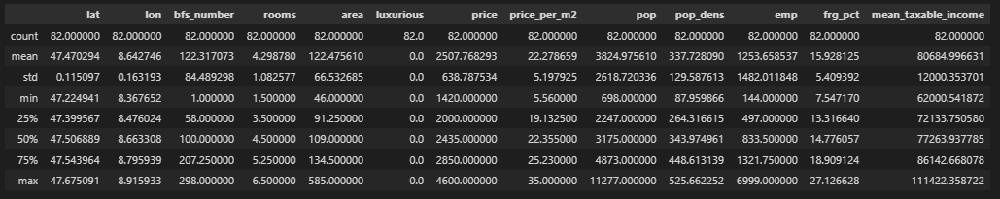 lat lon bfs_number rooms area luxurious price price_per_m2 pop pop_dens emp frg_pct mean_taxable_income
count 82.000000 82.000000 82.000000 82.000000 82.000000 82.0 82.000000 82.000000 82.000000 82.000000 82.000000 82.000000 82.000000
mean 47.470294 8.642746 122.317073 4.298780 122.475610 0.0 2507.768293 22.278659 3824.975610 337.728090 1253.658537 15.928125 80684.996631
std 0.115097 0.163193 84.489298 1.082577 66.532685 0.0 638.787534 5.197925 2618.720336 129.587613 1482.011848 5.409392 12000.353701
min 47.224941 8.367652 1.000000 1.500000 46.000000 0.0 1420.000000 5.560000 698.000000 87.959866 144.000000 7.547170 62000.541872
25% 47.399567 8.476024 58.000000 3.500000 91.250000 0.0 2000.000000 19.132500 2247.000000 264.316615 497.000000 13.316640 72133.750580
50% 47.506889 8.663308 100.000000 4.500000 109.000000 0.0 2435.000000 22.355000 3175.000000 343.974961 833.500000 14.776057 77263.937785
75% 47.543964 8.795939 207.250000 5.250000 134.500000 0.0 2850.000000 25.230000 4873.000000 448.613139 1321.750000 18.909124 86142.668078
max 47.675091 8.915933 298.000000 6.500000 585.000000 0.0 4600.000000 35.000000 11277.000000 525.662252 6999.000000 27.126628 111422.358722